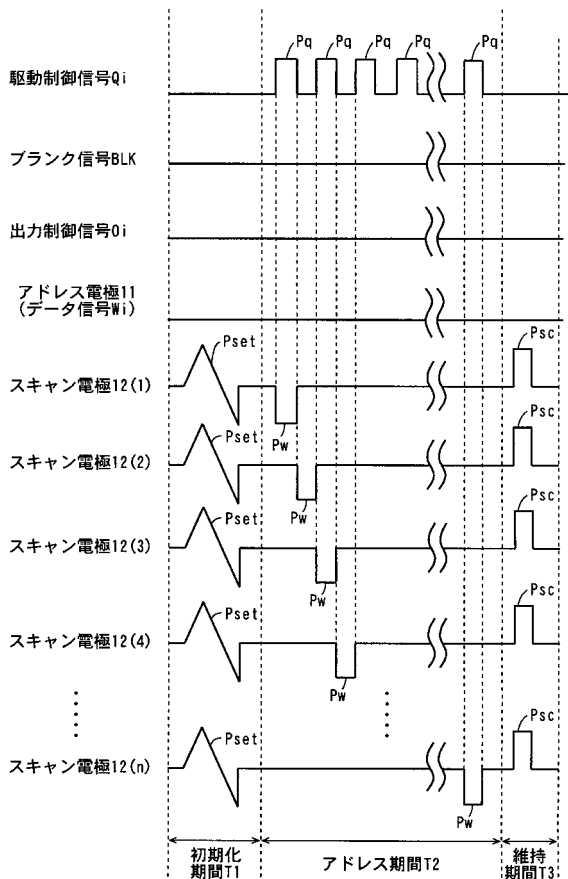 Pq Pq Pq Pq Pq
駆動制御信号Qi
ブランク信号BLK
出力制御信号Oi
アドレス電極11
(データ信号Wi)
Pset
Psc
スキャン電極12(1)
Pw
Pset
Psc
スキャン電極12(2)
Pw
Pset
Psc
スキャン電極12(3)
Pw
Pset
Psc
スキャン電極12(4)
Pw
Pset
Psc
スキャン電極12(n)
Pw
初期化
期間T1
アドレス期間T2
維持
期間T3